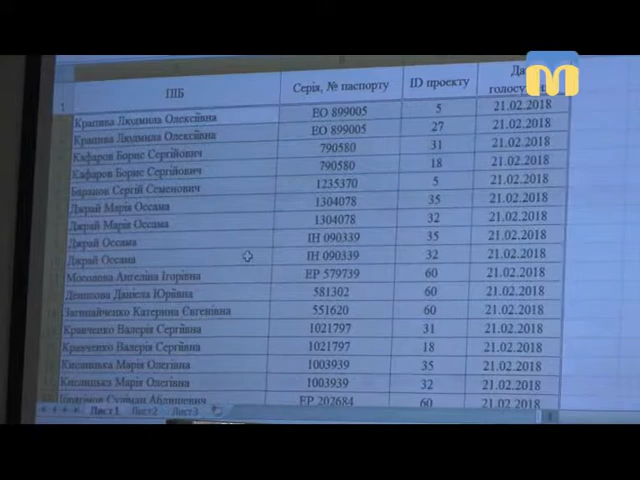 ПІБ Серія, № паспорту ID проекту
1
Крапива Людмила Олексіївна ЕО 899005 5 21.02.2018
Крапива Людмила Олексіївна ЕО 899005 27 21.02.2018
Кафаров Борис Сергійович 790580 31 21.02.2018
Кафаров Борис Сергійович 790580 18 21.02.2018
Баранов Сергій Семенович 1235370 5 21.02.2018
Джрай Марія Оссама 1304078 35 21.02.2018
Джрай Марія Оссама 1304078 32 21.02.2018
Джрай Оссама ІН 090339 35 21.02.2018
Джрай Оссама ІН 090339 32 21.02.2018
Ангеліна Ігорівна ЕР 579739 60 21.02.2018
Даніела Юріївна 581302 60 21.02.2018
Загинайченко Катерина Євгенівна 551620 60 21.02.2018
Кравченко Валерія Сергіївна 1021797 31 21.02.2018
Кравченко Валерія Сергіївна 1021797 18 21.02.2018
Кислицька Марія Олегівна 1003939 35 21.02.2018
Кислицька Марія Олегівна 1003939 32 21.02.2018
ЕР 202684 60 21.02.2018
Лист1 Лист2 Лист3